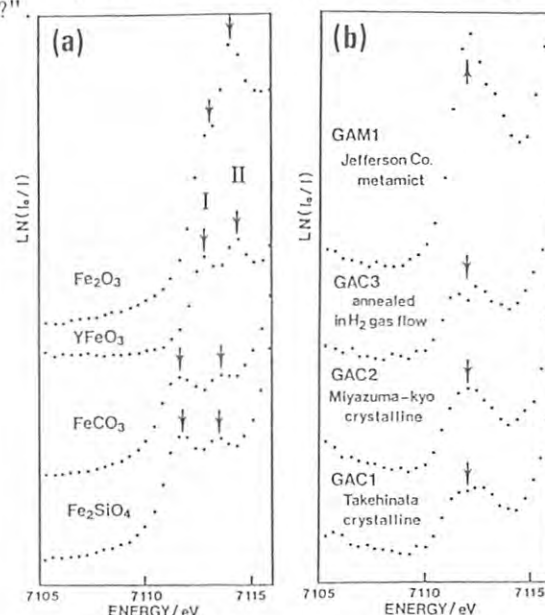 ?"
(a)
I
II
Fe₂O₃
YFeO₃
FeCO₃
Fe₂SiO₄
LN(I₀/I)
7105
7110
7115
ENERGY/eV
(b)
GAM1
Jefferson Co.
metamict
GAC3
annealed
in H₂ gas flow
GAC2
Miyazuma-kyo
crystalline
GAC1
Takehinata
crystalline
LN(I₀/I)
7105
7110
7115
ENERGY/eV